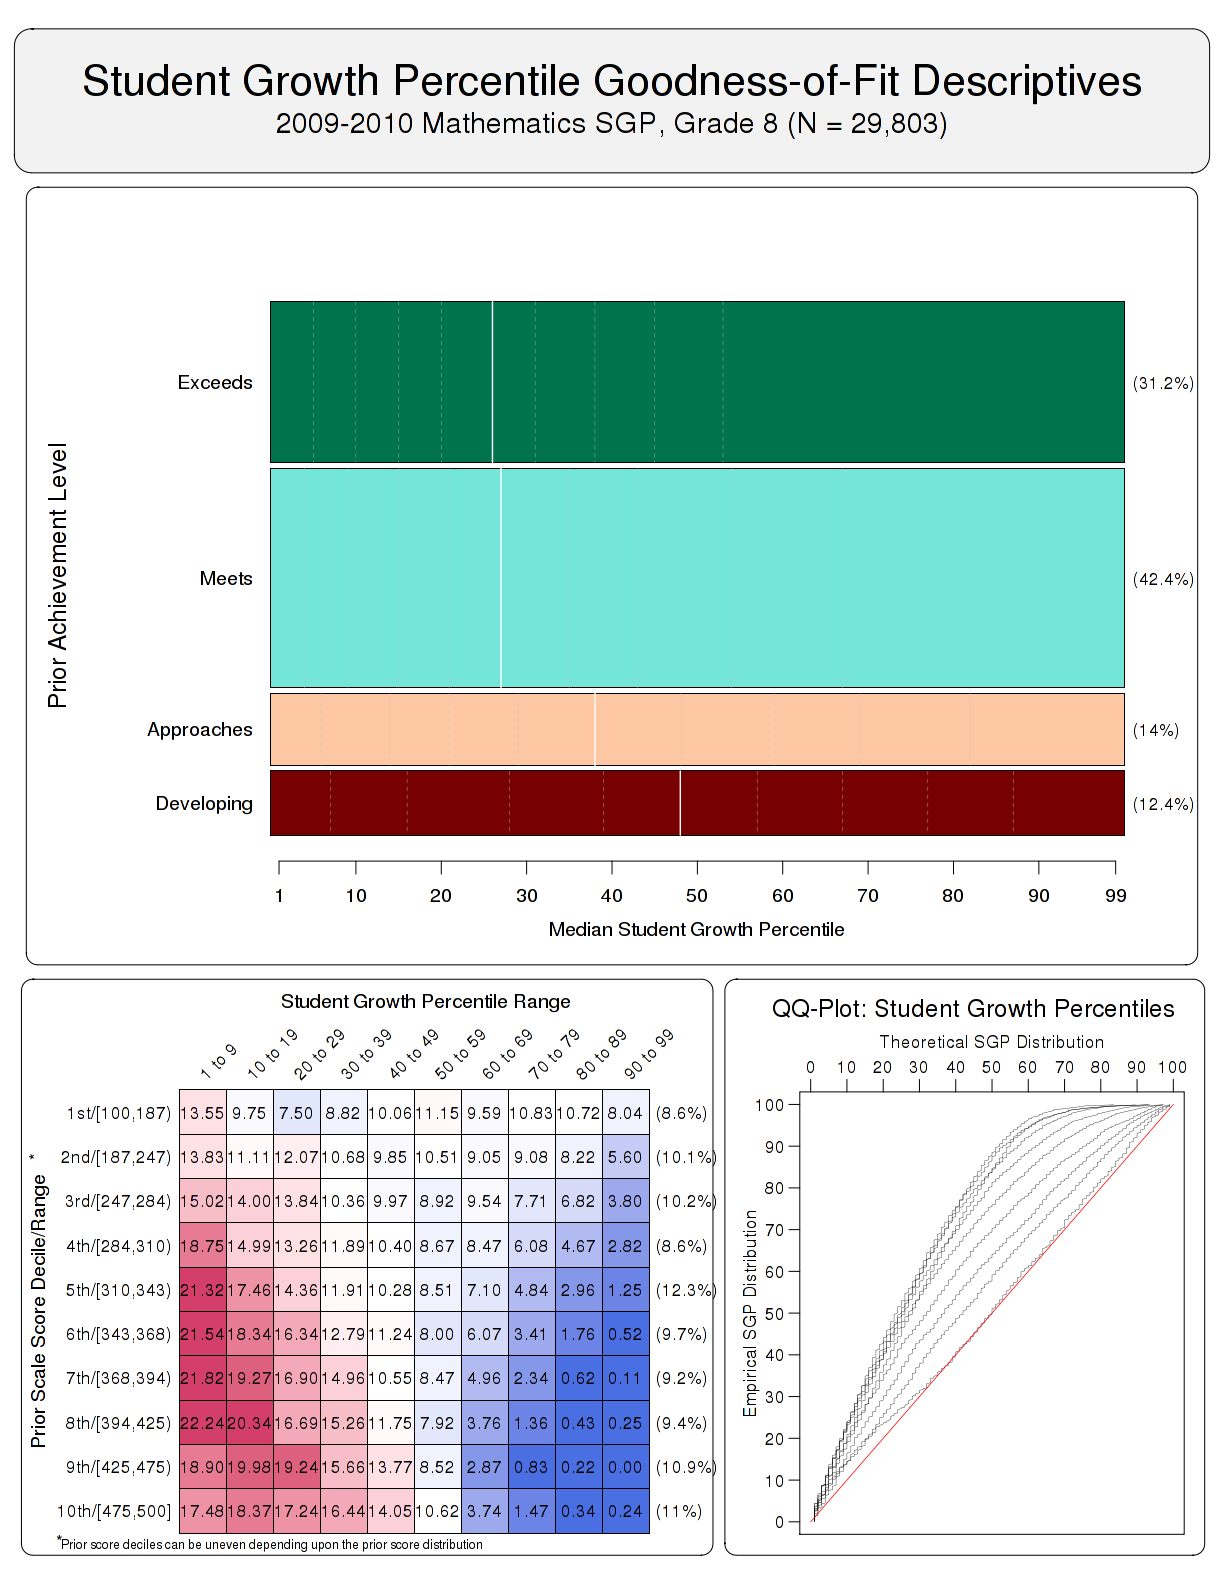 Student Growth Percentile Goodness-of-Fit Descriptives
2009-2010 Mathematics SGP, Grade 8 (N = 29,803)
Prior Achievement Level
Exceeds (31.2%)
Meets (42.4%)
Approaches (14%)
Developing (12.4%)
1 10 20 30 40 50 60 70 80 90 99
Median Student Growth Percentile
Student Growth Percentile Range
1 to 9 10 to 19 20 to 29 30 to 39 40 to 49 50 to 59 60 to 69 70 to 79 80 to 89 90 to 99
Prior Scale Score Decile/Range *
1st/[100,187) 13.55 9.75 7.50 8.82 10.06 11.15 9.59 10.83 10.72 8.04 (8.6%)
2nd/[187,247) 13.83 11.11 12.07 10.68 9.85 10.51 9.05 9.08 8.22 5.60 (10.1%)
3rd/[247,284) 15.02 14.00 13.84 10.36 9.97 8.92 9.54 7.71 6.82 3.80 (10.2%)
4th/[284,310) 18.75 14.99 13.26 11.89 10.40 8.67 8.47 6.08 4.67 2.82 (8.6%)
5th/[310,343) 21.32 17.46 14.36 11.91 10.28 8.51 7.10 4.84 2.96 1.25 (12.3%)
6th/[343,368) 21.54 18.34 16.34 12.79 11.24 8.00 6.07 3.41 1.76 0.52 (9.7%)
7th/[368,394) 21.82 19.27 16.90 14.96 10.55 8.47 4.96 2.34 0.62 0.11 (9.2%)
8th/[394,425) 22.24 20.34 16.69 15.26 11.75 7.92 3.76 1.36 0.43 0.25 (9.4%)
9th/[425,475) 18.90 19.98 19.24 15.66 13.77 8.52 2.87 0.83 0.22 0.00 (10.9%)
10th/[475,500] 17.48 18.37 17.24 16.44 14.05 10.62 3.74 1.47 0.34 0.24 (11%)
*Prior score deciles can be uneven depending upon the prior score distribution
QQ-Plot: Student Growth Percentiles
Theoretical SGP Distribution
0 10 20 30 40 50 60 70 80 90 100
Empirical SGP Distribution
100
90
80
70
60
50
40
30
20
10
0